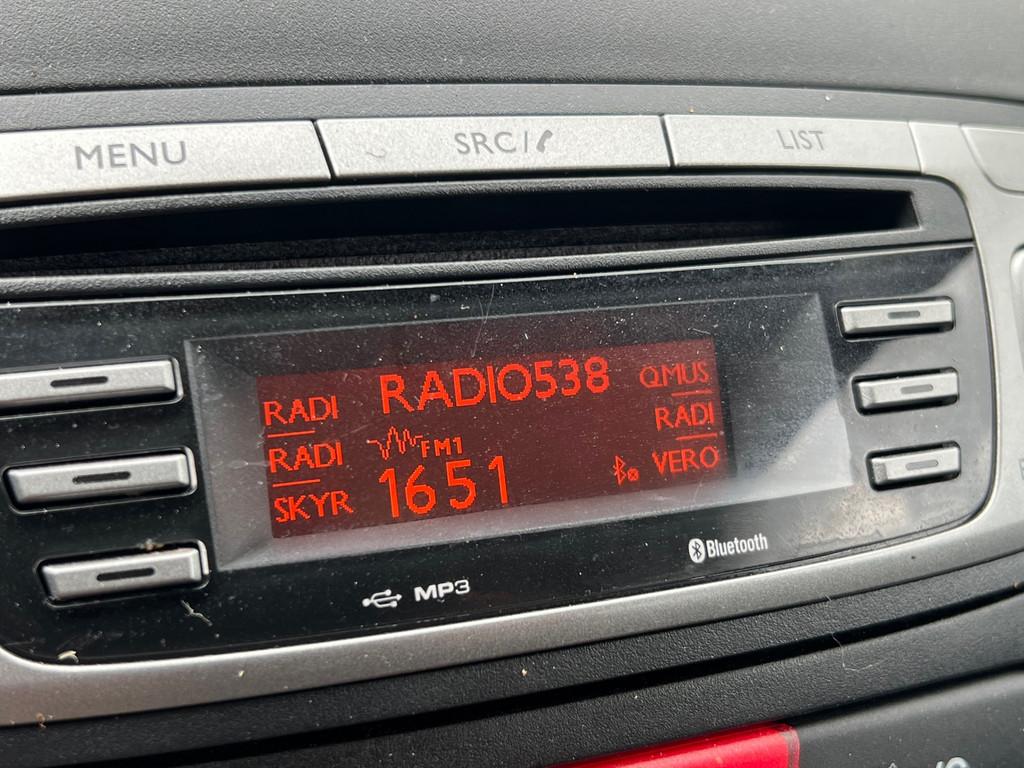 MENU
SRC/
LIST
RADI
RADIO538
QMUS
RADI
FM1
RADI
SKYR
1651
VERO
MP3
Bluetooth